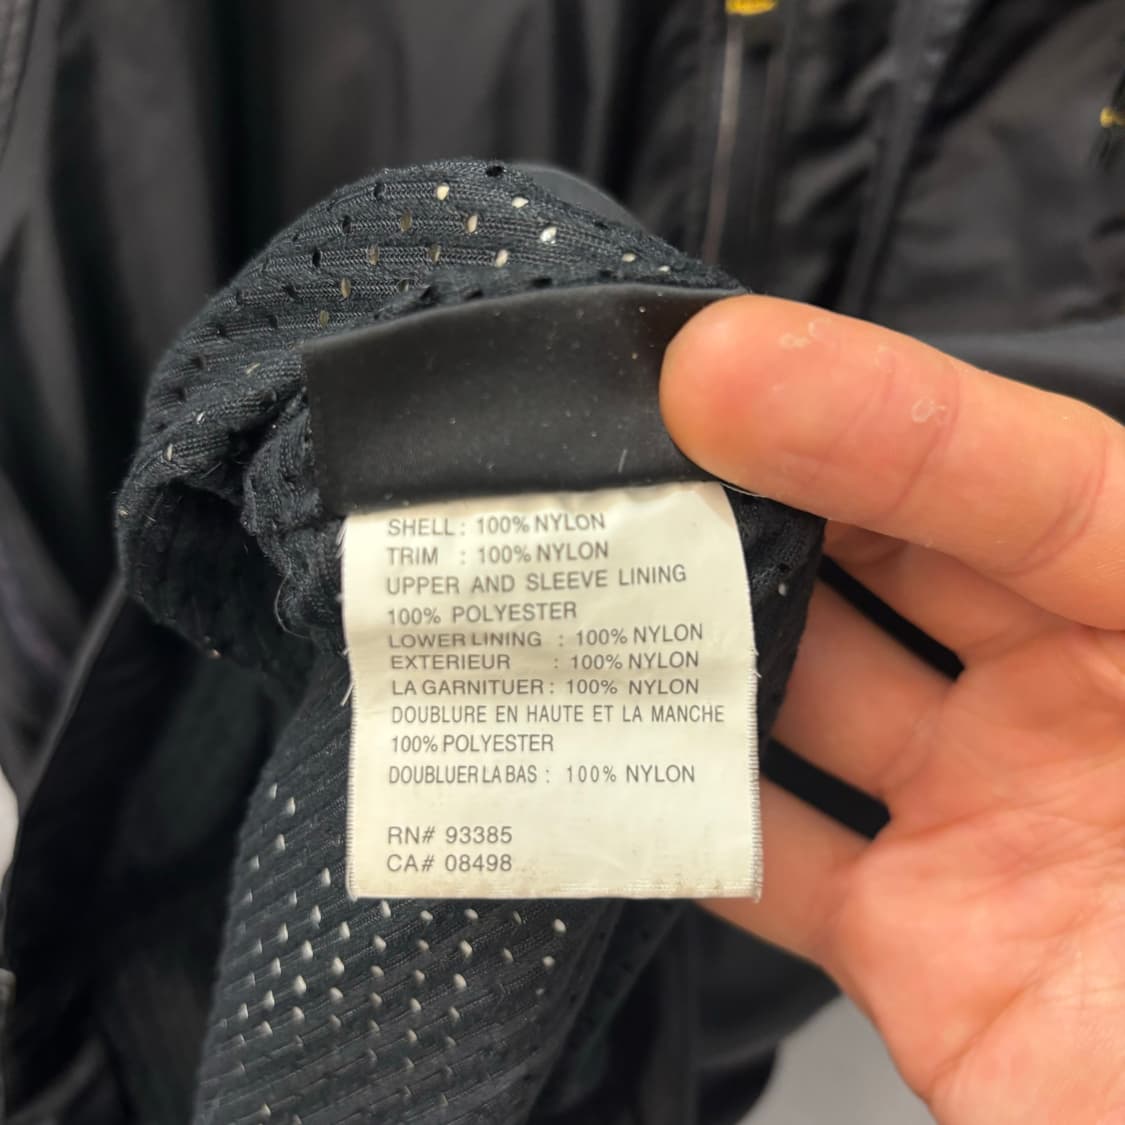 SHELL : 100% NYLON
TRIM : 100% NYLON
UPPER AND SLEEVE LINING
100% POLYESTER
LOWER LINING : 100% NYLON
EXTERIEUR : 100% NYLON
LA GARNITUER : 100% NYLON
DOUBLURE EN HAUTE ET LA MANCHE
100% POLYESTER
DOUBLUER LA BAS : 100% NYLON
RN# 93385
CA# 08498